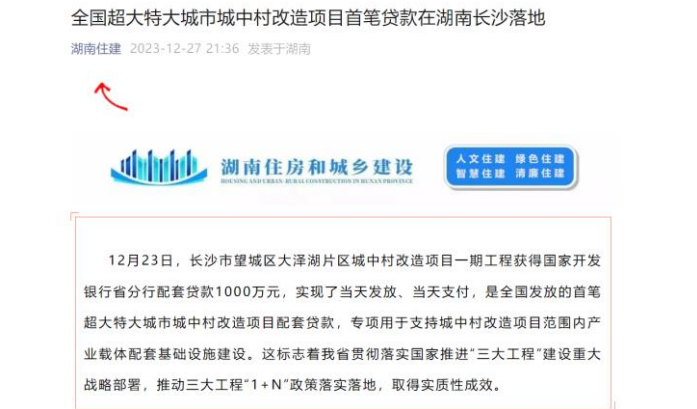 全国超大特大城市城中村改造项目首笔贷款在湖南长沙落地
湖南住建 2023-12-27 21:36 发表于湖南
湖南住房和城乡建设
HOUSING AND URBAN-RURAL CONSTRUCTION IN HUNAN PROVINCE
人文住建 绿色住建
智慧住建 清廉住建
12月23日，长沙市望城区大泽湖片区城中村改造项目一期工程获得国家开发
银行省分行配套贷款1000万元，实现了当天发放、当天支付，是全国发放的首笔
超大特大城市城中村改造项目配套贷款，专项用于支持城中村改造项目范围内产
业载体配套基础设施建设。这标志着我省贯彻落实国家推进“三大工程”建设重大
战略部署，推动三大工程“1+N”政策落实落地，取得实质性成效。